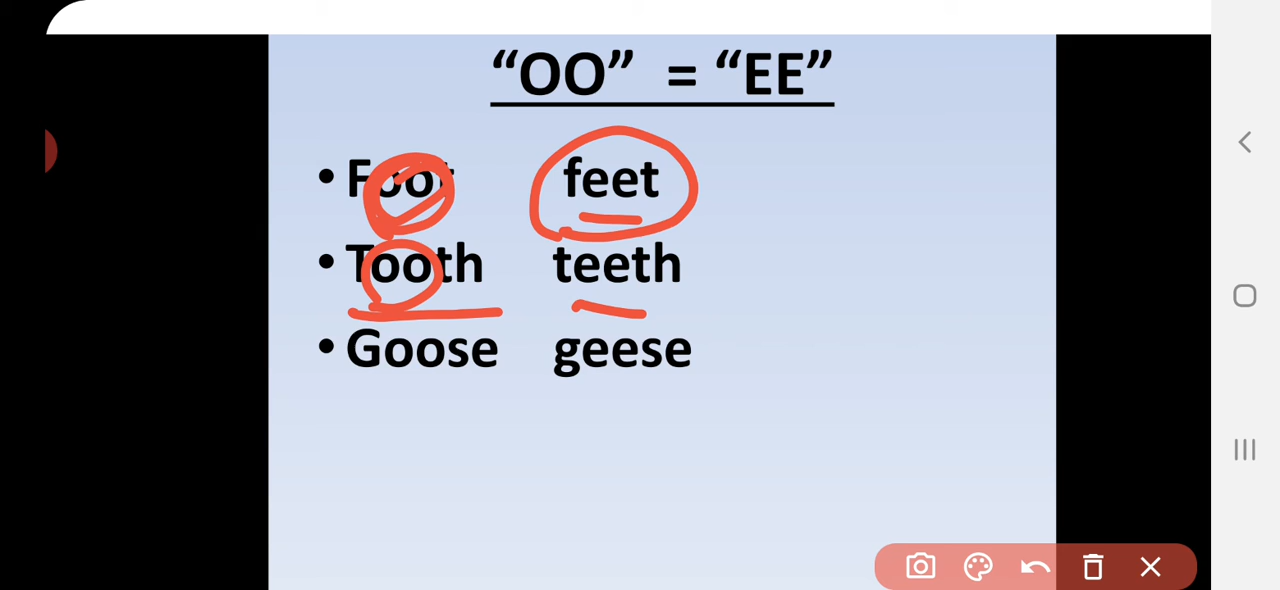 “OO” = “EE”
• Foot feet
• Tooth teeth
• Goose geese